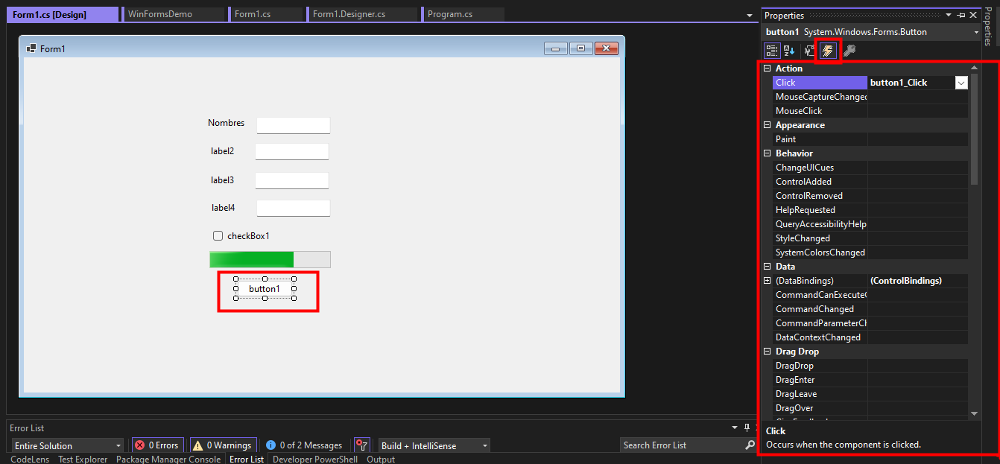 Form1.cs [Design]
WinFormsDemo
Form1.cs
Form1.Designer.cs
Program.cs
Form1
Nombres
label2
label3
label4
checkBox1
button1
Properties
button1 System.Windows.Forms.Button
Action
Click button1_Click
MouseCaptureChanged
MouseClick
Appearance
Paint
Behavior
ChangeUICues
ControlAdded
ControlRemoved
HelpRequested
QueryAccessibilityHelp
StyleChanged
SystemColorsChanged
Data
(DataBindings) (ControlBindings)
CommandCanExecuteC
CommandChanged
CommandParameterCh
DataContextChanged
Drag Drop
DragDrop
DragEnter
DragLeave
DragOver
Click
Occurs when the component is clicked.
Properties
Error List
Entire Solution
0 Errors
0 Warnings
0 of 2 Messages
Build + IntelliSense
Search Error List
CodeLens Test Explorer Package Manager Console Error List Developer PowerShell Output